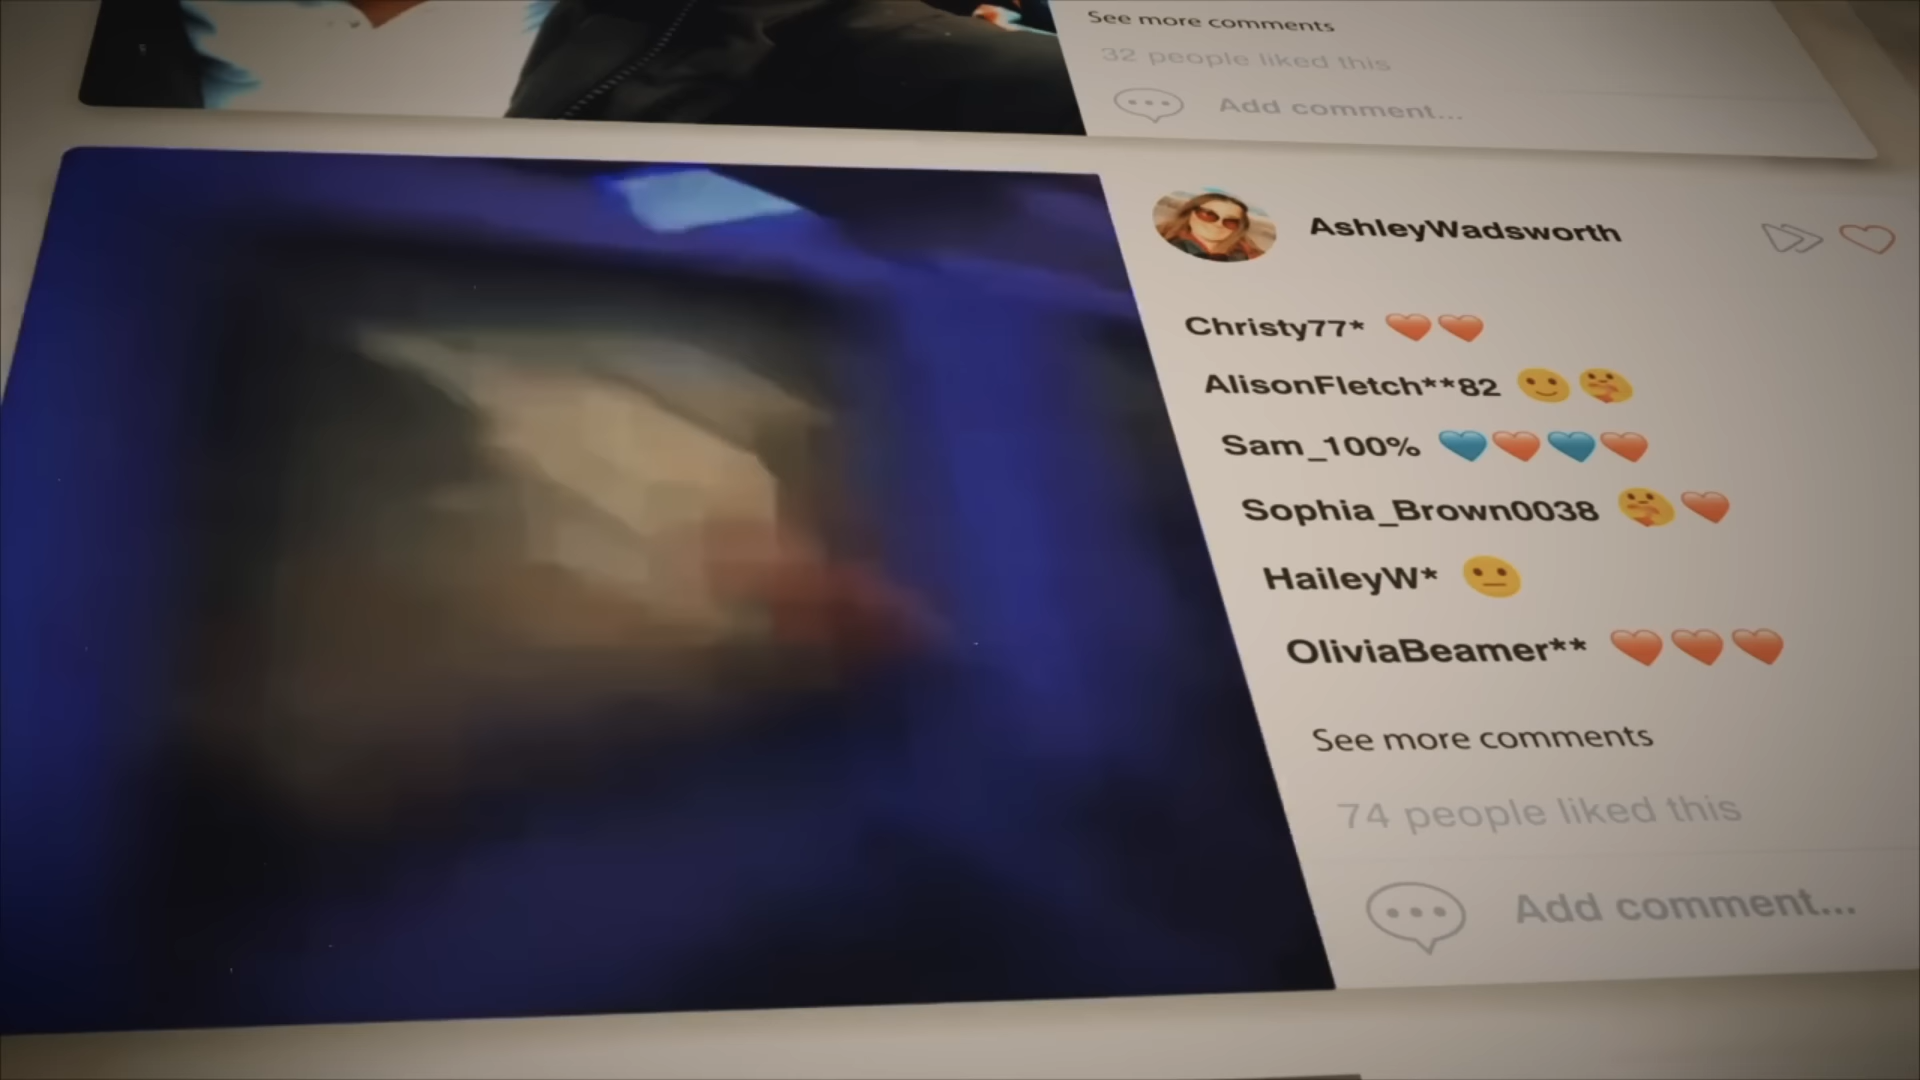 See more comments
32 people liked this
Add comment...
AshleyWadsworth
Christy77* 🧡🧡
AlisonFletch**82 🙂🤔
Sam_100% 💙🧡💙🧡
Sophia_Brown0038 🤔🧡
HaileyW* 😐
OliviaBeamer** 🧡🧡🧡
See more comments
74 people liked this
Add comment...